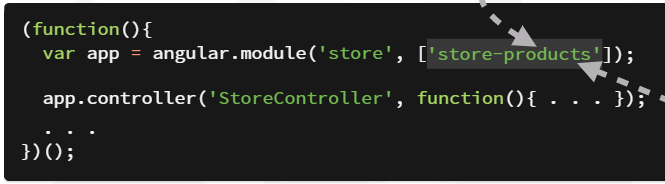 (function(){
  var app = angular.module('store', ['store-products']);
  app.controller('StoreController', function(){ . . . });
  . . .
})();